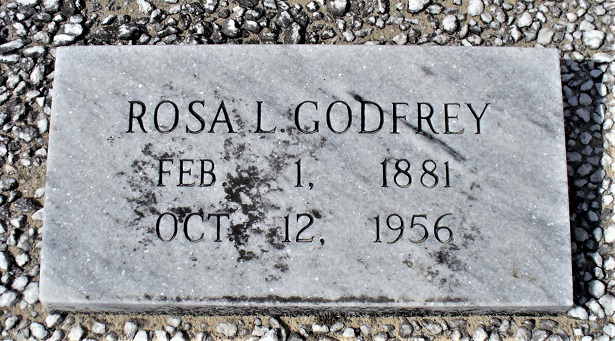 ROSA L. GODFREY
FEB. 1, 1881
OCT. 12, 1956